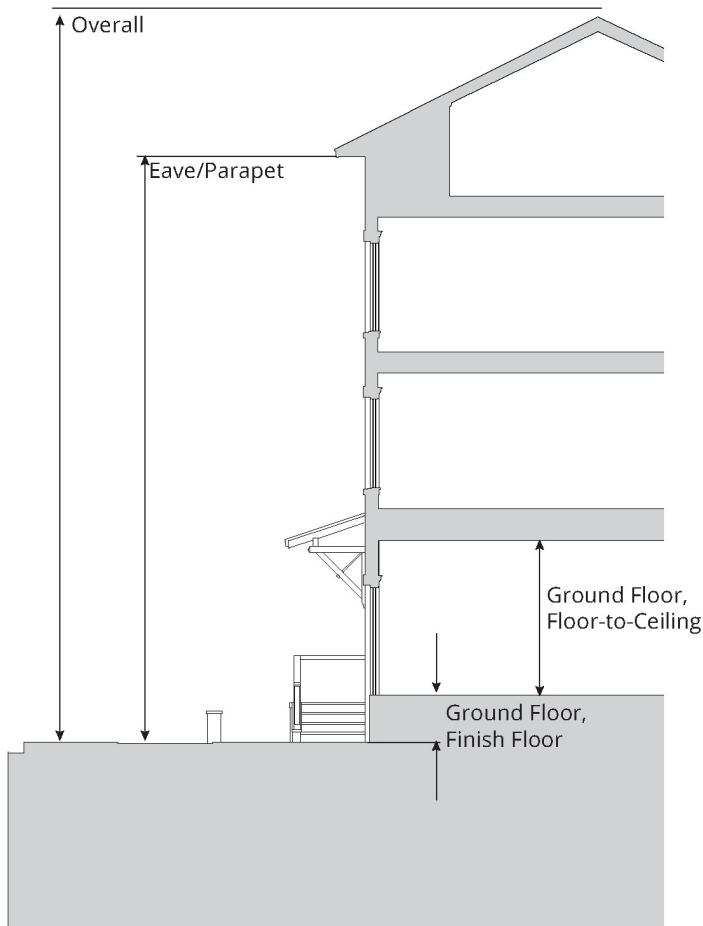 Overall
Eave/Parapet
Ground Floor,
Floor-to-Ceiling
Ground Floor,
Finish Floor